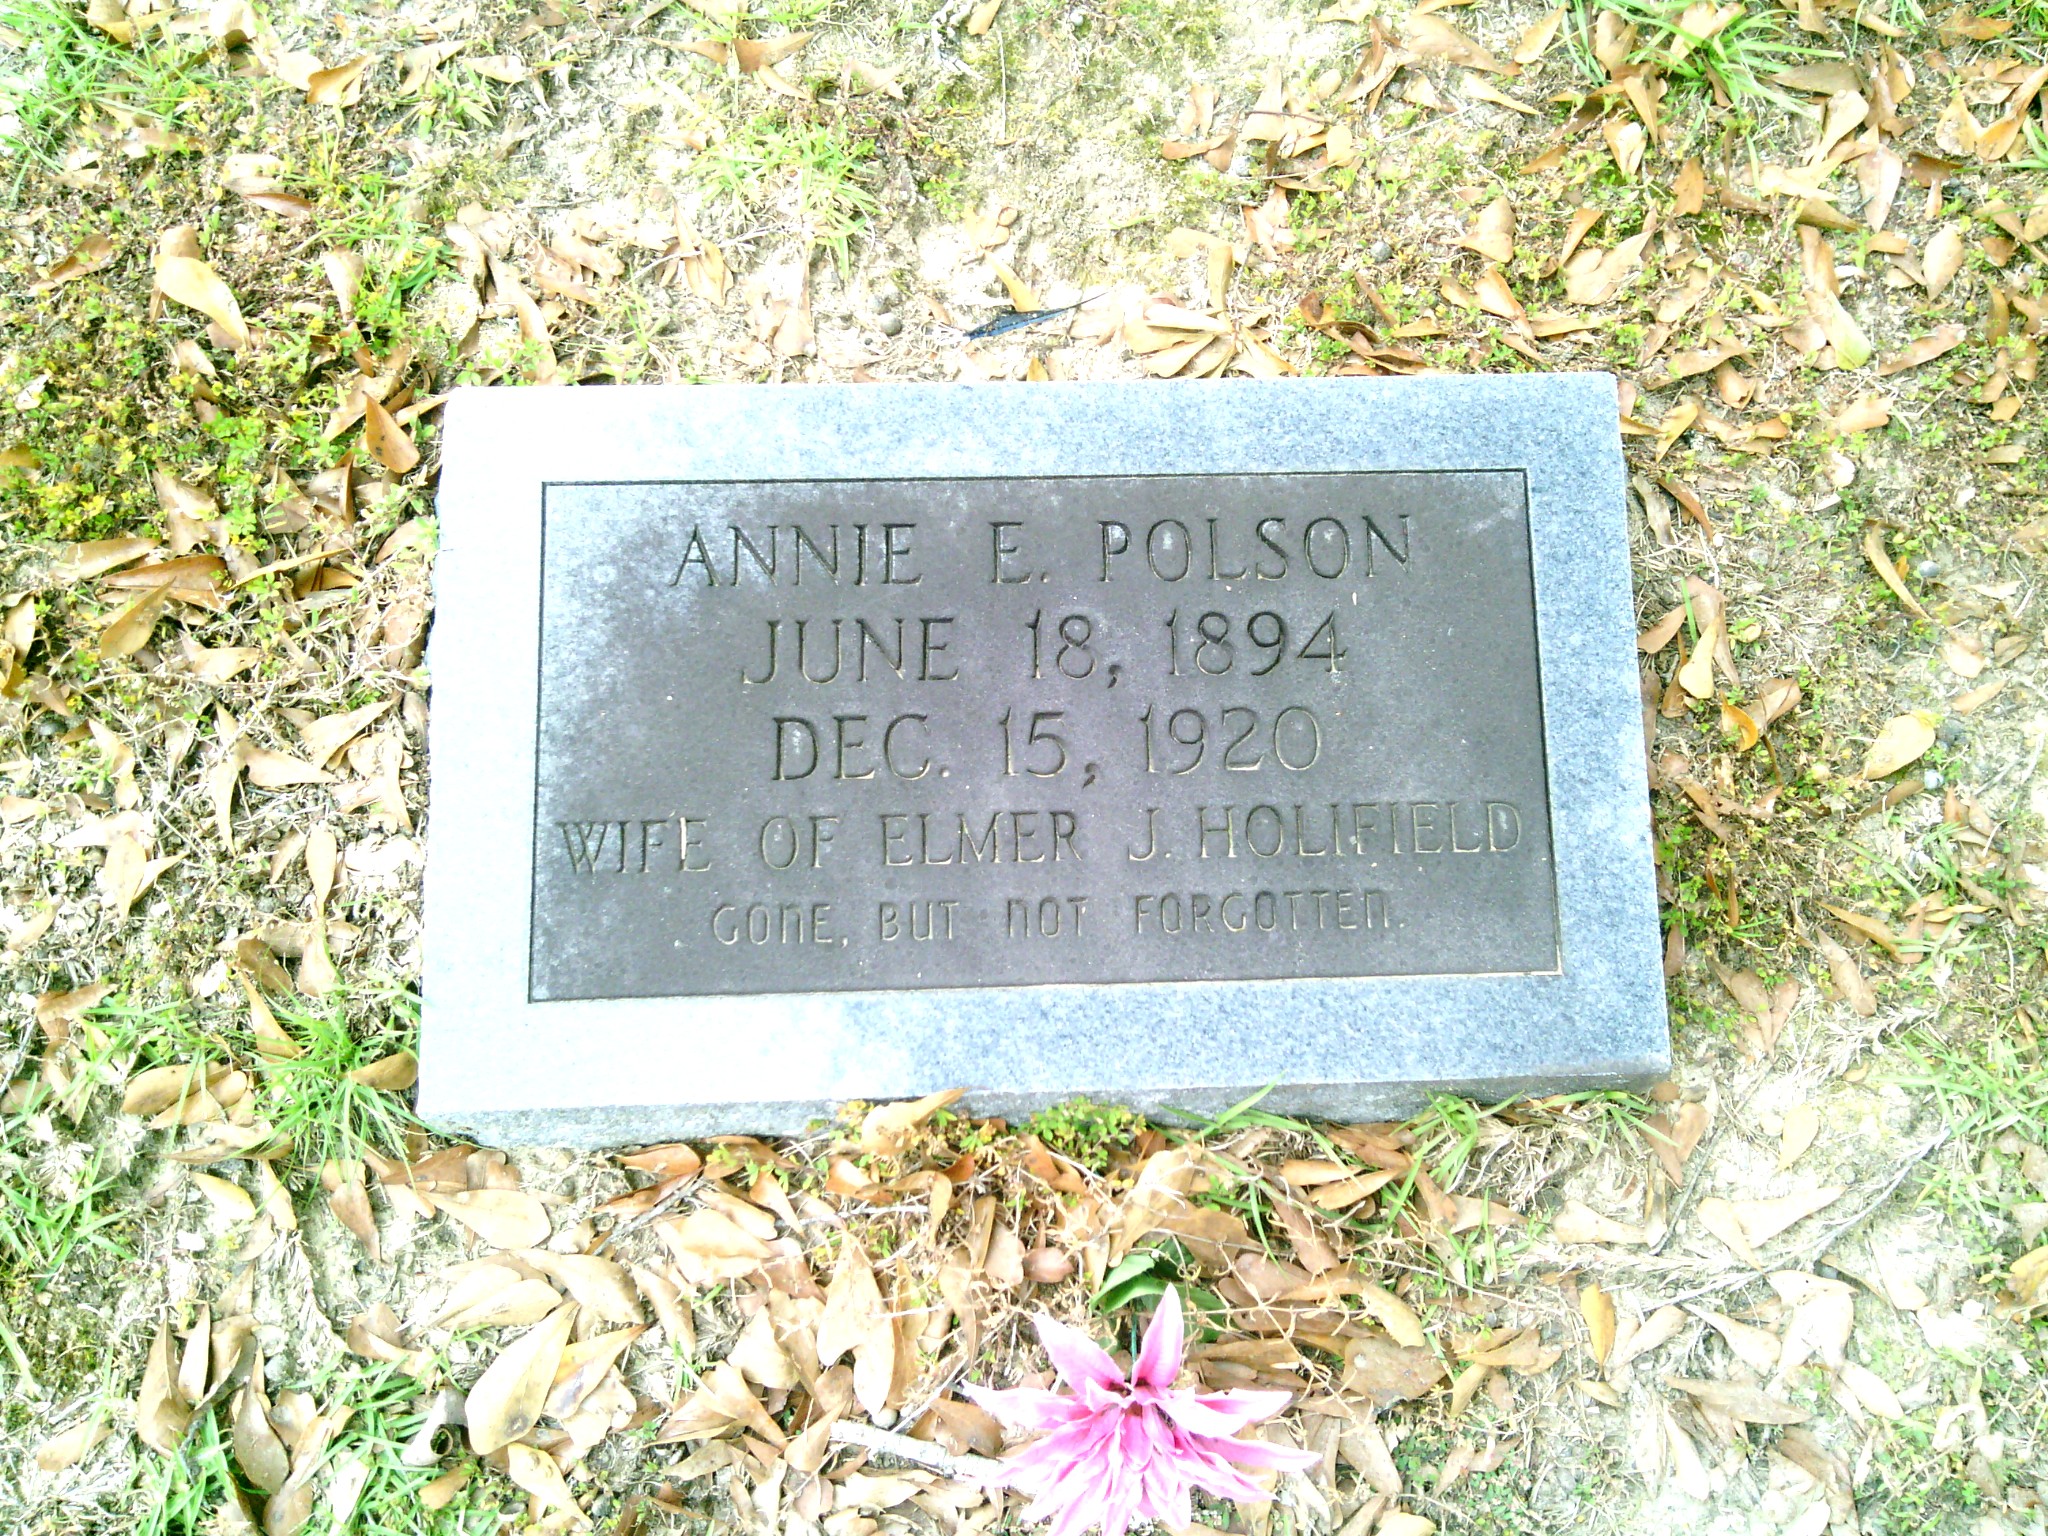 ANNIE E. POLSON
JUNE 18, 1894
DEC. 15, 1920
WIFE OF ELMER J. HOLIFIELD
GONE, BUT NOT FORGOTTEN.